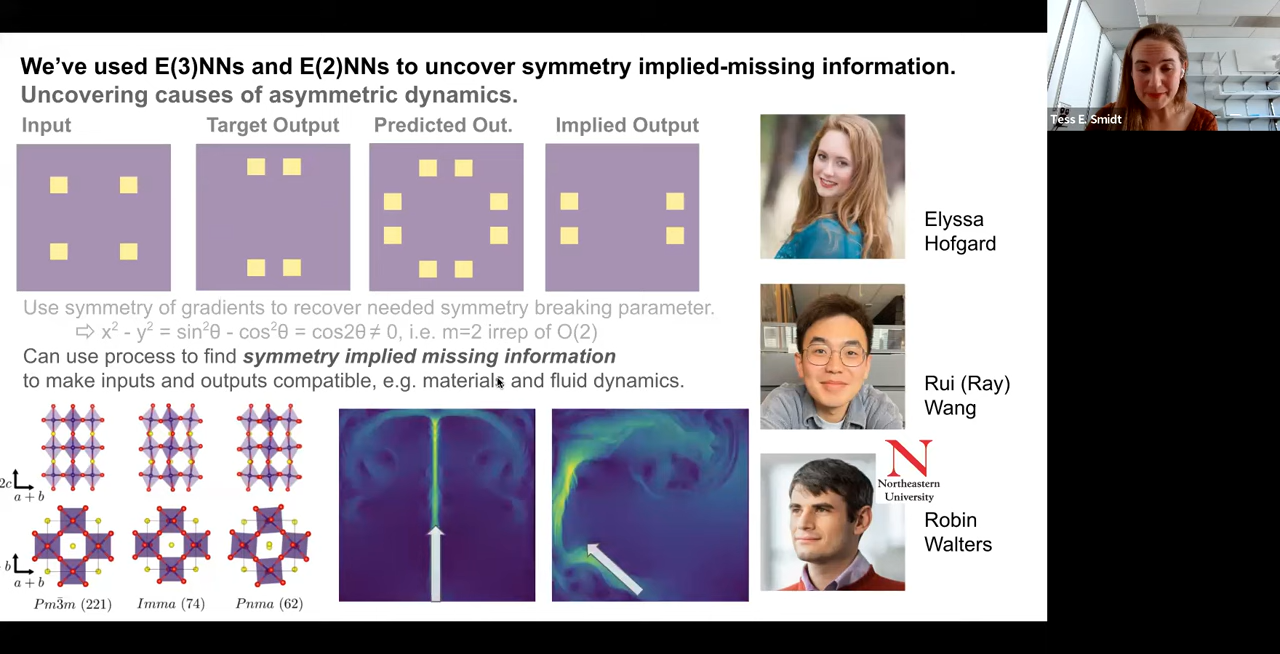 We've used E(3)NNs and E(2)NNs to uncover symmetry implied-missing information.
Uncovering causes of asymmetric dynamics.
Input
Target Output
Predicted Out.
Implied Output
Use symmetry of gradients to recover needed symmetry breaking parameter.
⇨ x² - y² = sin²θ - cos²θ = cos2θ ≠ 0, i.e. m=2 irrep of O(2)
Can use process to find symmetry implied missing information
to make inputs and outputs compatible, e.g. materials and fluid dynamics.
2c
a + b
b
a + b
Pm3̄m (221)
Imma (74)
Pnma (62)
Tess E. Smidt
Elyssa
Hofgard
Rui (Ray)
Wang
N
Northeastern
University
Robin
Walters